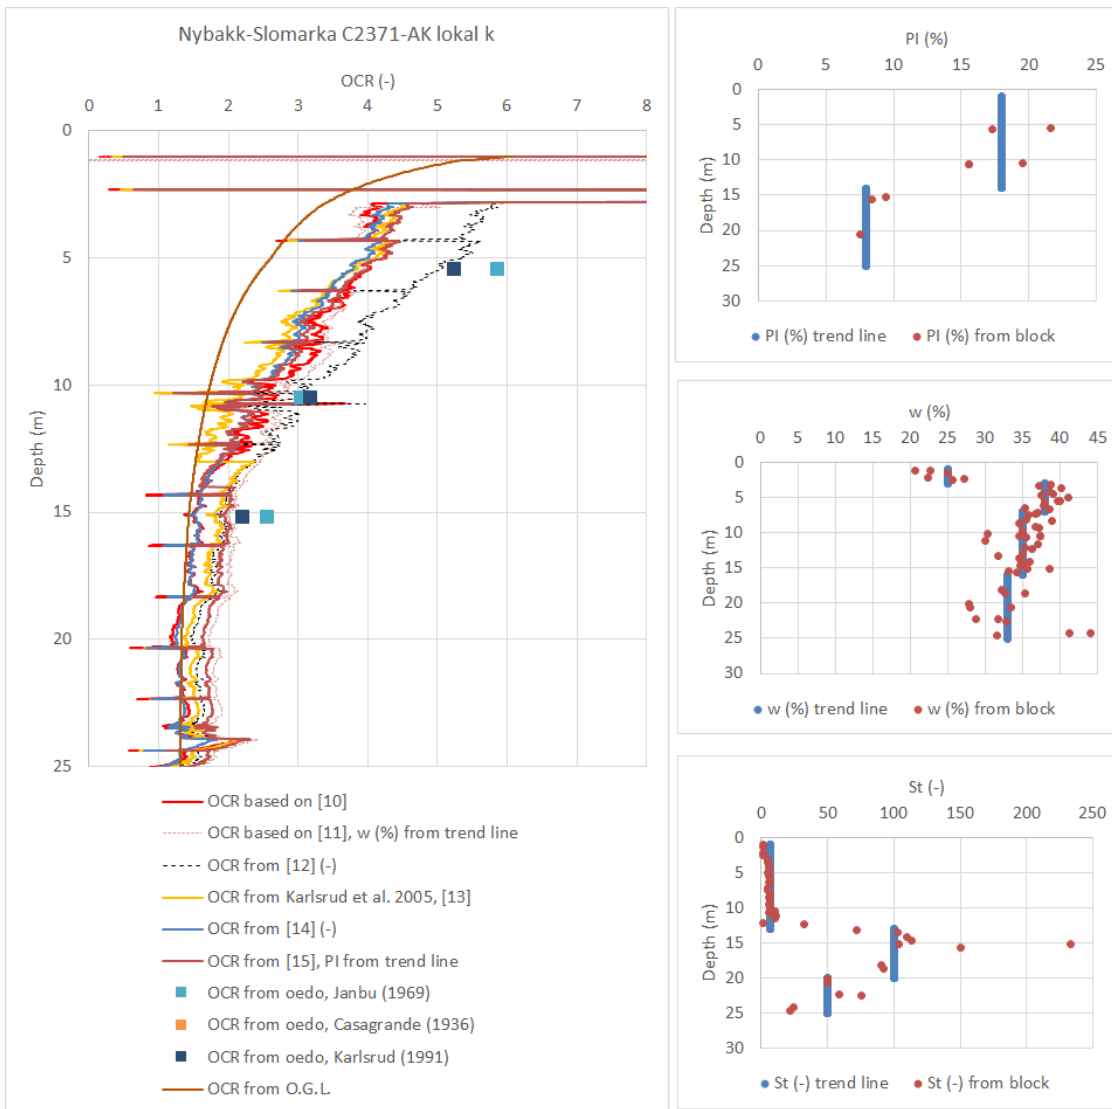 Nybakk-Slomarka C2371-AK lokal k
OCR (-)
0 1 2 3 4 5 6 7 8
0
5
10
15
20
25
Depth (m)
OCR based on [10]
OCR based on [11], w (%) from trend line
OCR from [12] (-)
OCR from Karlsrud et al. 2005, [13]
OCR from [14] (-)
OCR from [15], PI from trend line
OCR from oedo, Janbu (1969)
OCR from oedo, Casagrande (1936)
OCR from oedo, Karlsrud (1991)
OCR from O.G.L.
PI (%)
0 5 10 15 20 25
0
5
10
15
20
25
30
Depth (m)
PI (%) trend line PI (%) from block
w (%)
0 5 10 15 20 25 30 35 40 45
0
5
10
15
20
25
30
Depth (m)
w (%) trend line w (%) from block
St (-)
0 50 100 150 200 250
0
5
10
15
20
25
30
Depth (m)
St (-) trend line St (-) from block